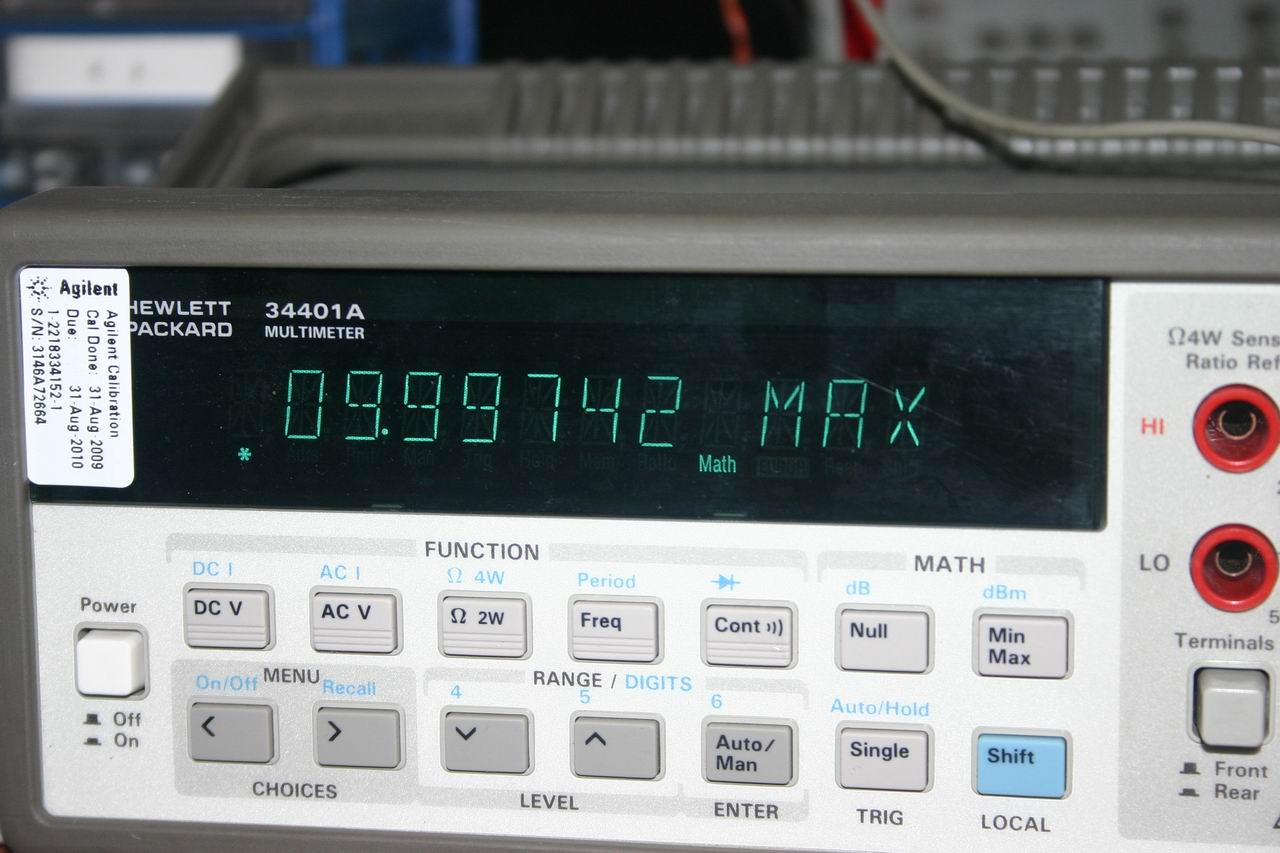 Agilent
Agilent Calibration
Cal Done: 31-Aug-2009
Due: 31-Aug-2010
1-2218334152-1
S/N: 3146A72664
HEWLETT
PACKARD
34401A
MULTIMETER
09.99742 MAX
*
Math
Ω4W Sens
Ratio Ref
HI
LO
Terminals
Front
Rear
FUNCTION
MATH
DC I
AC I
Ω 4W
Period
dB
dBm
Power
DC V
AC V
Ω 2W
Freq
Cont
Null
Min
Max
Off
On
MENU
RANGE / DIGITS
On/Off
Recall
4
5
6
Auto/Hold
<
>
Auto/
Man
Single
Shift
CHOICES
LEVEL
ENTER
TRIG
LOCAL